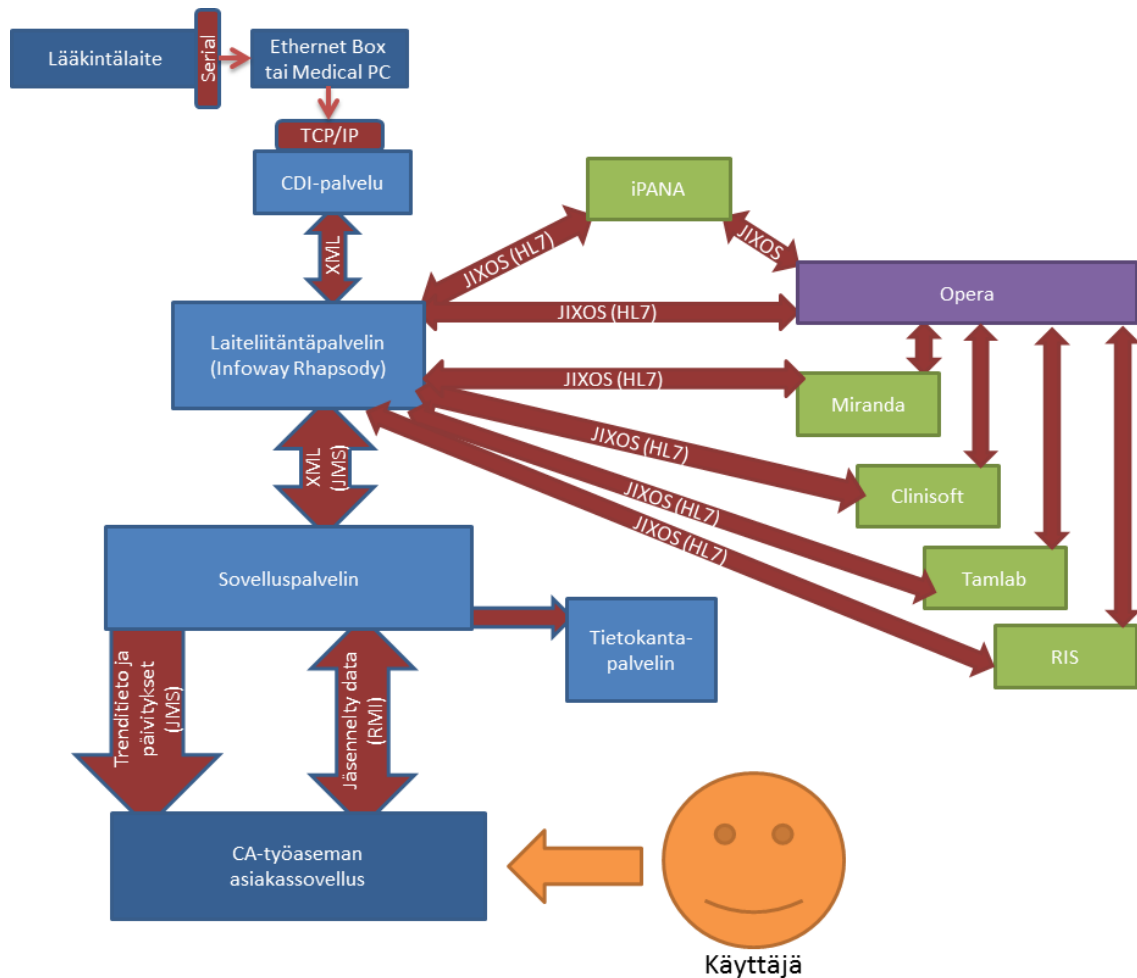 Lääkintälaite
Serial
Ethernet Box
tai Medical PC
TCP/IP
CDI-palvelu
XML
iPANA
JIXOS (HL7)
JIXOS
Opera
JIXOS (HL7)
Laiteliitäntäpalvelin
(Infoway Rhapsody)
JIXOS (HL7)
Miranda
JIXOS (HL7)
Clinisoft
JIXOS (HL7)
Tamlab
JIXOS (HL7)
RIS
XML
(JMS)
Sovelluspalvelin
Tietokanta-
palvelin
Trenditieto ja
päivitykset
(JMS)
Jäsennelty data
(RMI)
CA-työaseman
asiakassovellus
Käyttäjä